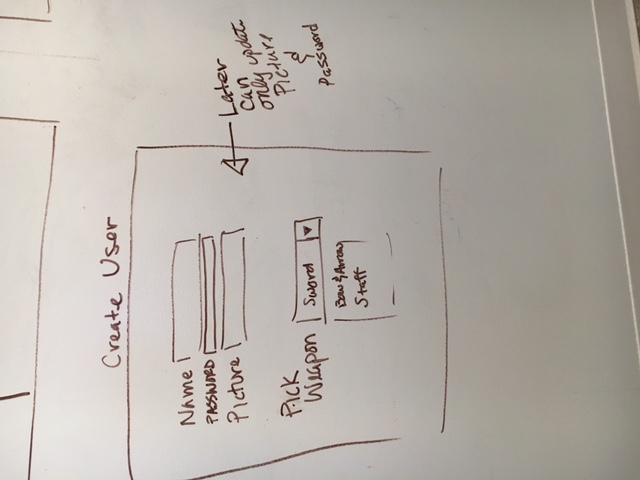 Create User
Name
PASSWORD
Picture
Pick
Weapon
Sword
Bow & Arrow
Staff
Later
can
only update
Picture
&
Password